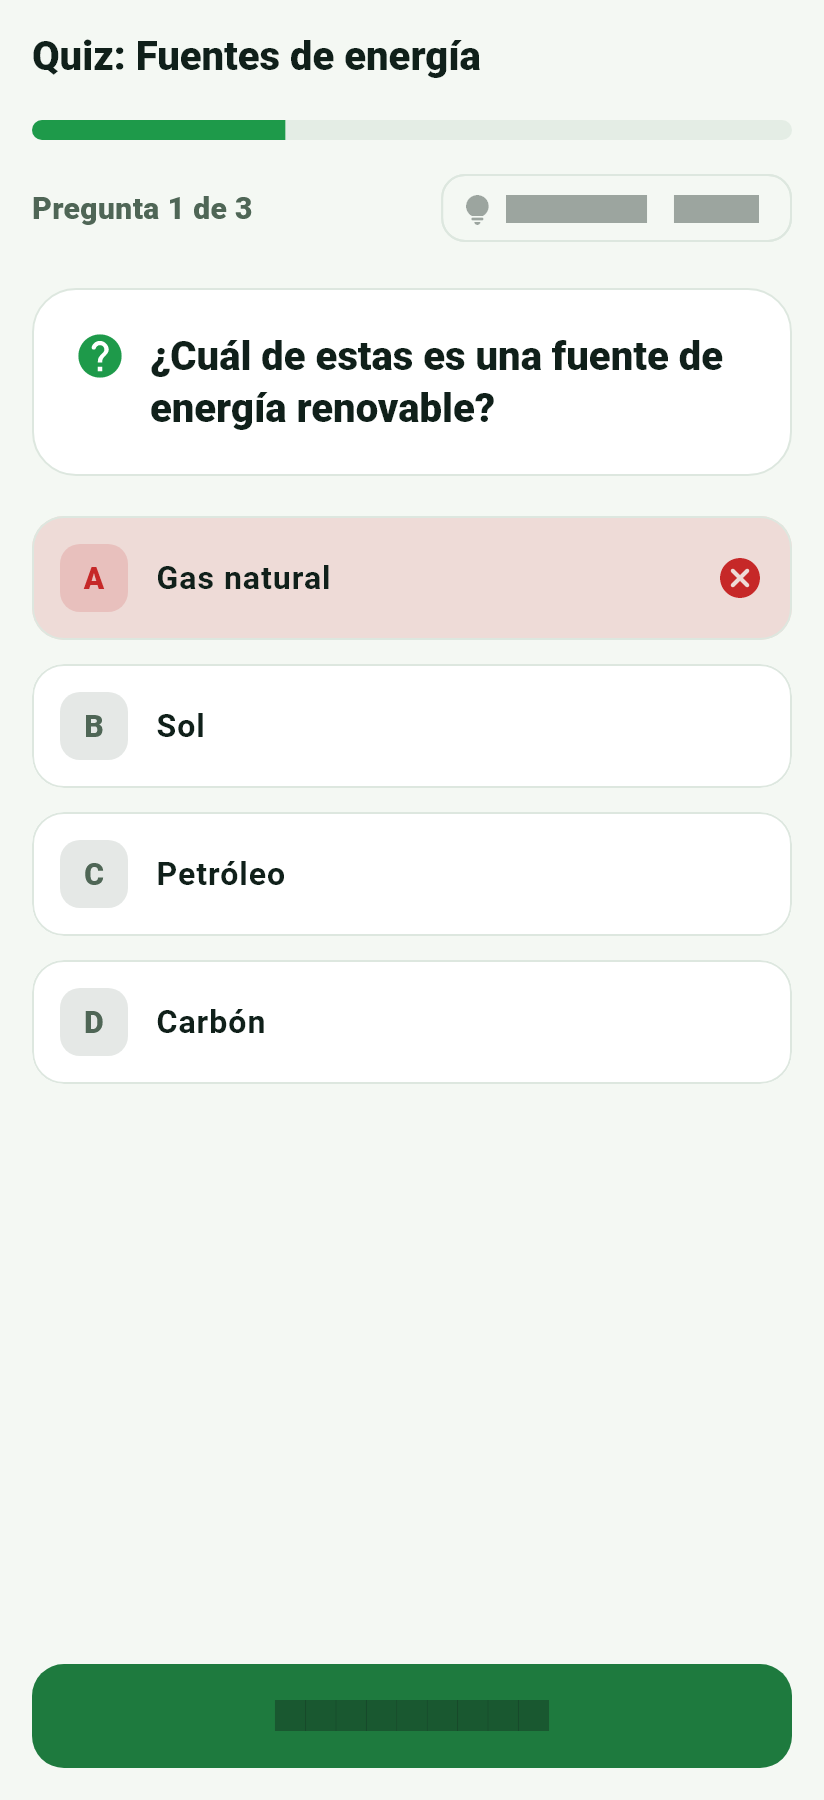 Quiz: Fuentes de energía
Pregunta 1 de 3
¿Cuál de estas es una fuente de
energía renovable?
A Gas natural
B Sol
C Petróleo
D Carbón